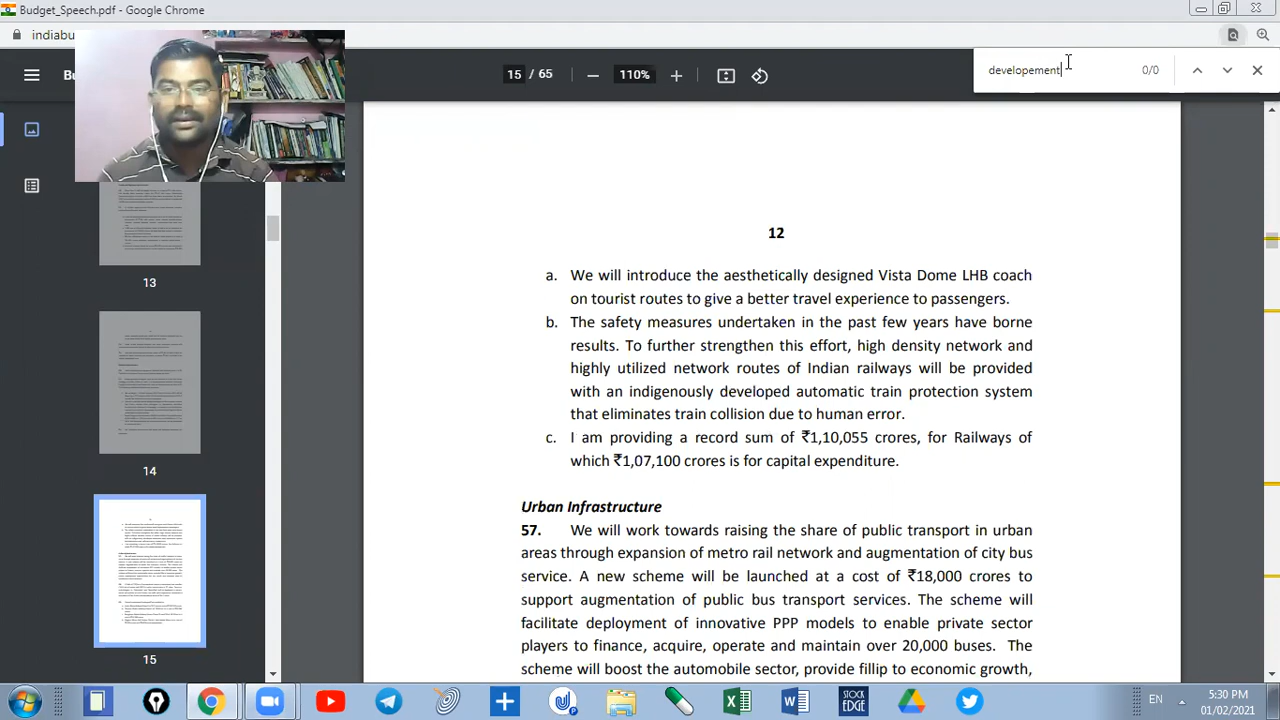 Budget_Speech.pdf - Google Chrome
indiabu
Bu
15 / 65
110%
developement
0/0
13
14
15
12
a. We will introduce the aesthetically designed Vista Dome LHB coach
on tourist routes to give a better travel experience to passengers.
b. The safety measures undertaken in the past few years have borne
results. To further strengthen this effort, high density network and
highly utilized network routes of Indian railways will be provided
with an indigenously developed automatic train protection system
that eliminates train collision due to human error.
c. I am providing a record sum of ₹1,10,055 crores, for Railways of
which ₹1,07,100 crores is for capital expenditure.
Urban Infrastructure
57. We will work towards raising the share of public transport in urban
areas through expansion of metro rail network and augmentation of city bus
service. A new scheme will be launched at a cost of ₹18,000 crores to
support augmentation of public bus transport services. The scheme will
facilitate deployment of innovative PPP models to enable private sector
players to finance, acquire, operate and maintain over 20,000 buses. The
scheme will boost the automobile sector, provide fillip to economic growth,
STOCK
EDGE
EN
5:30 PM
01/02/2021